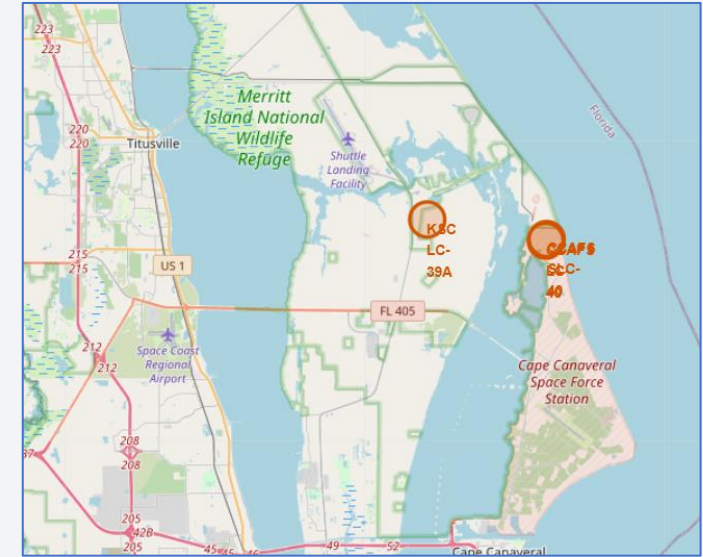 223
223
Merritt
Island National
Wildlife
Refuge
Florida
220
220
Titusville
Shuttle
Landing
Facility
KSC
LC-
39A
CCAFS
SLC-
40
215
215
US 1
FL 405
212
212
Space Coast
Regional
Airport
Cape Canaveral
Space Force
Station
208
208
205
205
42B
49
52
Cape Canaveral